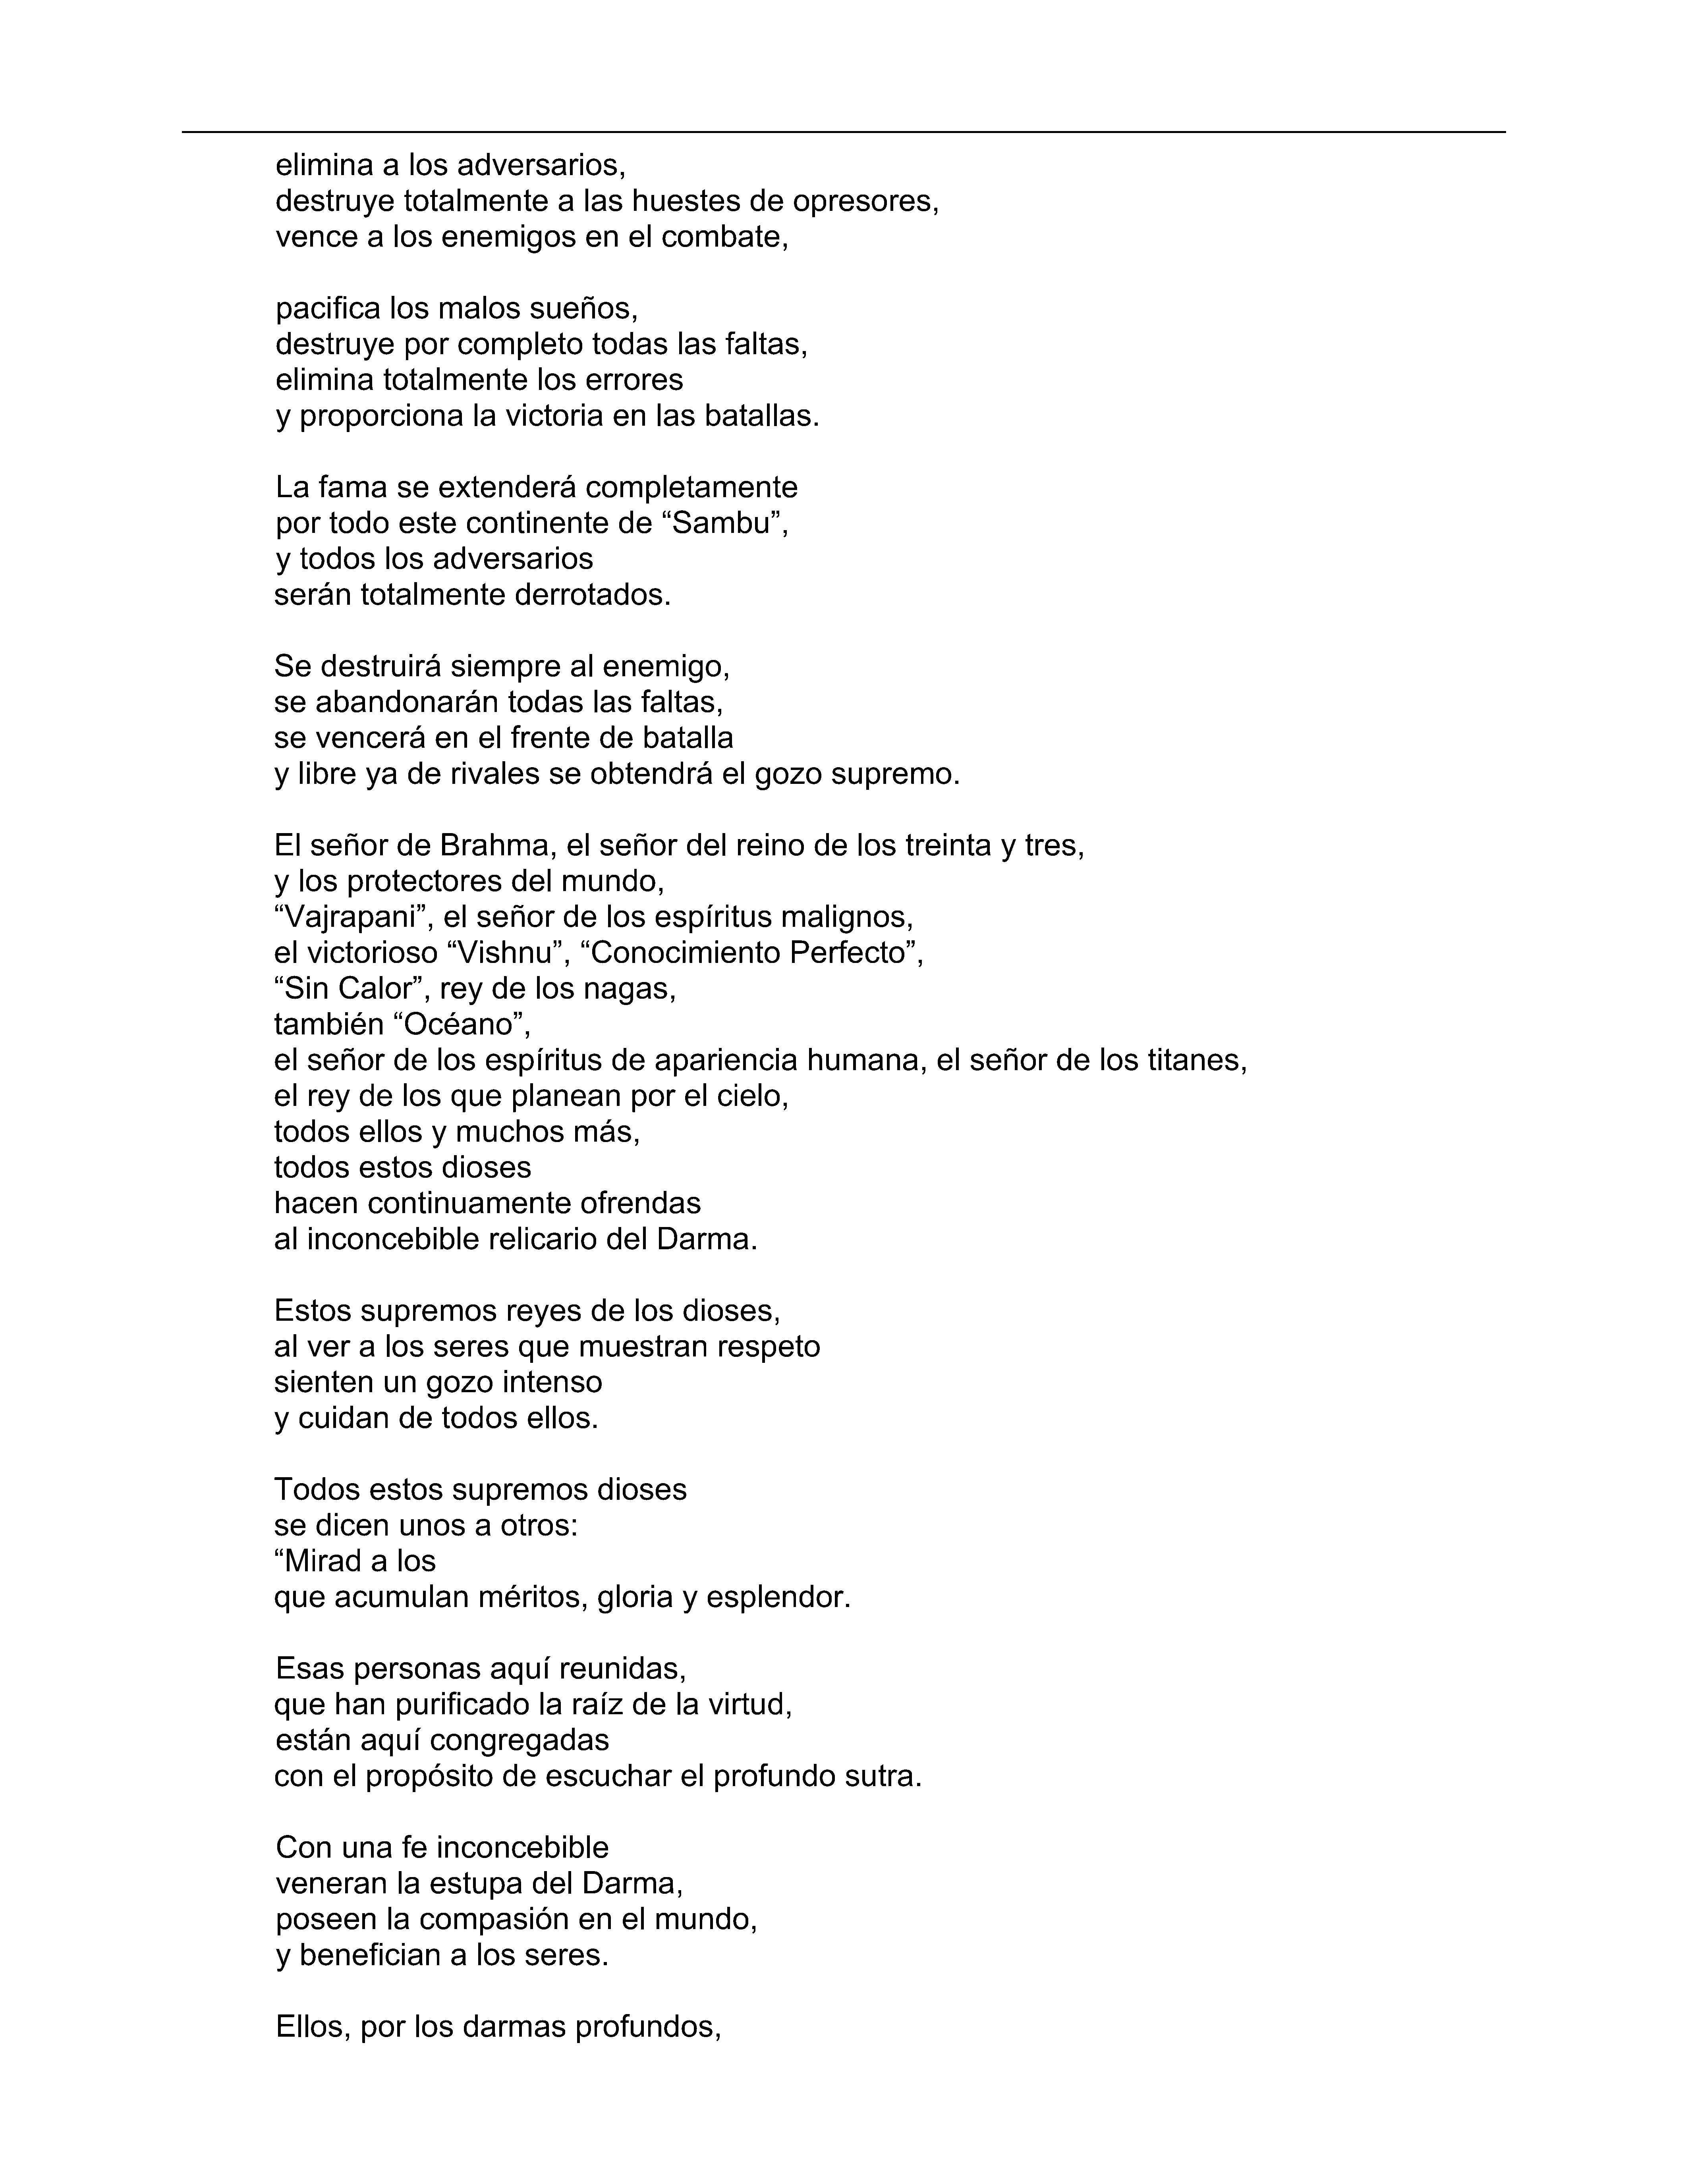 elimina a los adversarios,
destruye totalmente a las huestes de opresores,
vence a los enemigos en el combate,

pacifica los malos sueños,
destruye por completo todas las faltas,
elimina totalmente los errores
y proporciona la victoria en las batallas.

La fama se extenderá completamente
por todo este continente de “Sambu”,
y todos los adversarios
serán totalmente derrotados.

Se destruirá siempre al enemigo,
se abandonarán todas las faltas,
se vencerá en el frente de batalla
y libre ya de rivales se obtendrá el gozo supremo.

El señor de Brahma, el señor del reino de los treinta y tres,
y los protectores del mundo,
“Vajrapani”, el señor de los espíritus malignos,
el victorioso “Vishnu”, “Conocimiento Perfecto”,
“Sin Calor”, rey de los nagas,
también “Océano”,
el señor de los espíritus de apariencia humana, el señor de los titanes,
el rey de los que planean por el cielo,
todos ellos y muchos más,
todos estos dioses
hacen continuamente ofrendas
al inconcebible relicario del Darma.

Estos supremos reyes de los dioses,
al ver a los seres que muestran respeto
sienten un gozo intenso
y cuidan de todos ellos.

Todos estos supremos dioses
se dicen unos a otros:
“Mirad a los
que acumulan méritos, gloria y esplendor.

Esas personas aquí reunidas,
que han purificado la raíz de la virtud,
están aquí congregadas
con el propósito de escuchar el profundo sutra.

Con una fe inconcebible
veneran la estupa del Darma,
poseen la compasión en el mundo,
y benefician a los seres.

Ellos, por los darmas profundos,